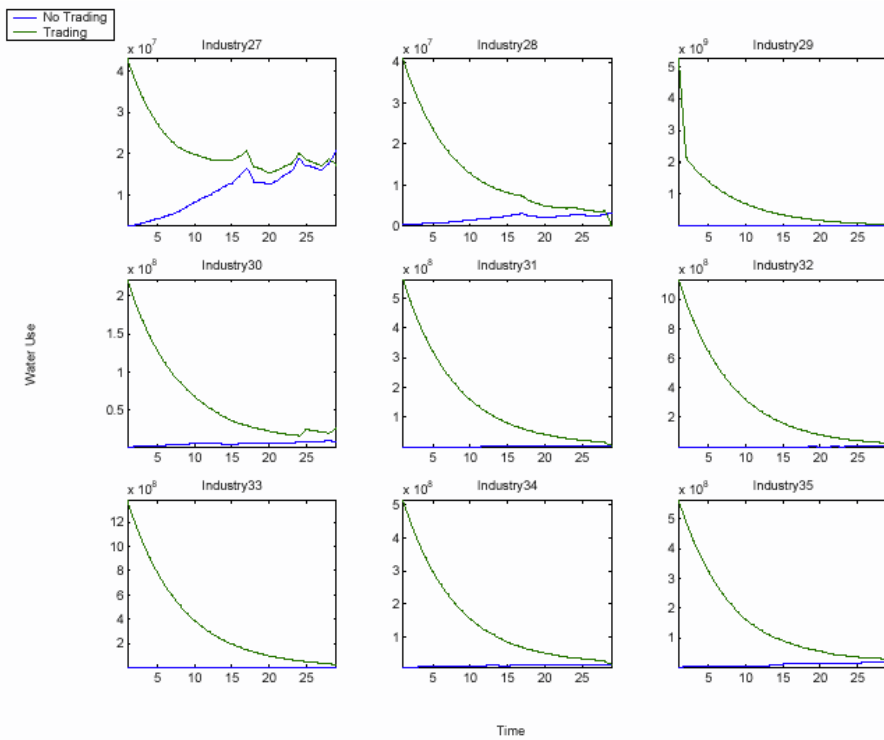 No Trading
Trading
Industry27
Industry28
Industry29
x 10^7
x 10^7
x 10^9
4
3
2
1
5 10 15 20 25
4
3
2
1
0
5 10 15 20 25
5
4
3
2
1
5 10 15 20 25
Industry30
Industry31
Industry32
x 10^8
x 10^8
x 10^8
2
1.5
1
0.5
5 10 15 20 25
5
4
3
2
1
5 10 15 20 25
10
8
6
4
2
5 10 15 20 25
Water Use
Industry33
Industry34
Industry35
x 10^8
x 10^8
x 10^8
12
10
8
6
4
2
5 10 15 20 25
5
4
3
2
1
5 10 15 20 25
5
4
3
2
1
5 10 15 20 25
Time